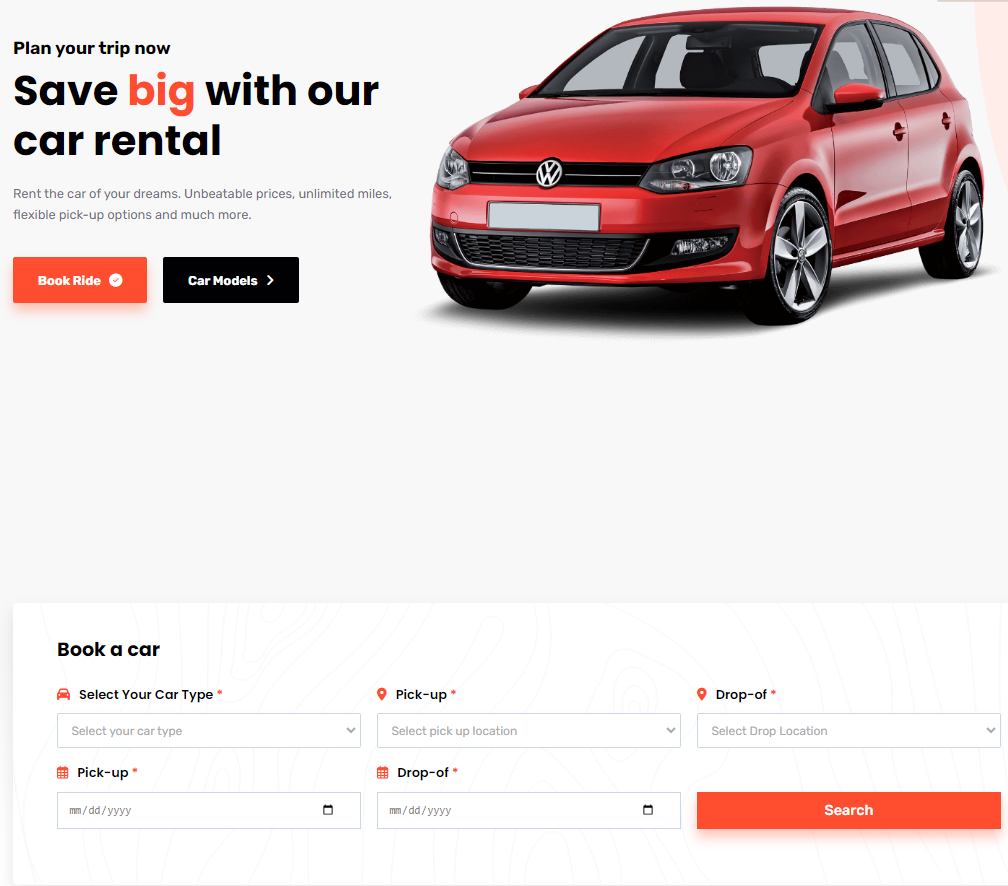 Plan your trip now
Save big with our
car rental
Rent the car of your dreams. Unbeatable prices, unlimited miles,
flexible pick-up options and much more.
Book Ride
Car Models
Book a car
Select Your Car Type *
Pick-up *
Drop-of *
Select your car type
Select pick up location
Select Drop Location
Pick-up *
Drop-of *
mm/dd/yyyy
mm/dd/yyyy
Search